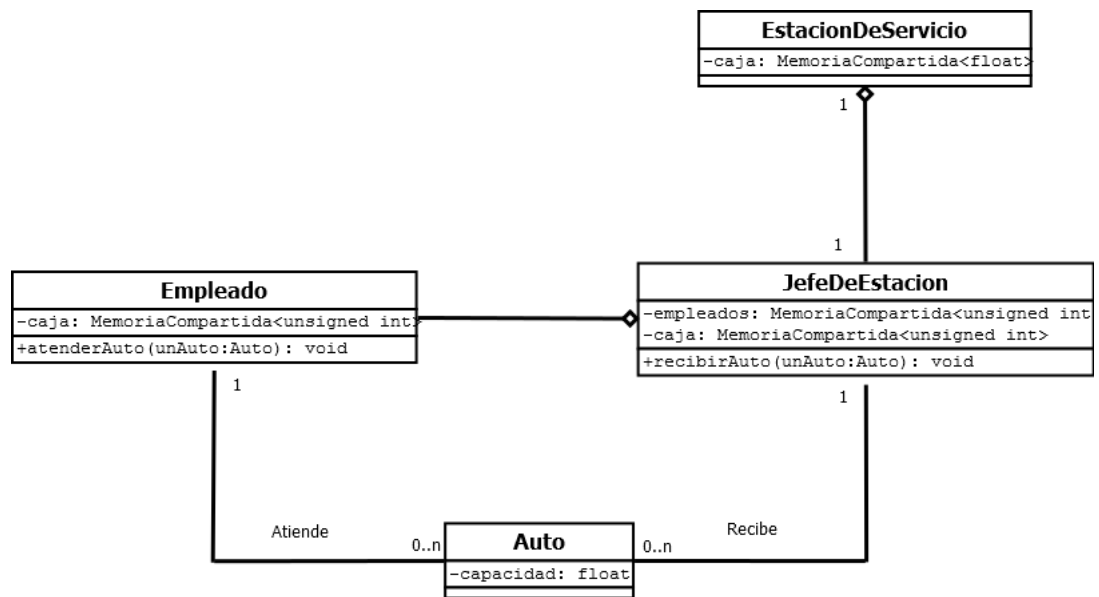 EstacionDeServicio
-caja: MemoriaCompartida<float>
1
1
JefeDeEstacion
-empleados: MemoriaCompartida<unsigned int
-caja: MemoriaCompartida<unsigned int>
+recibirAuto(unAuto:Auto): void
1
Empleado
-caja: MemoriaCompartida<unsigned int>
+atenderAuto(unAuto:Auto): void
1
Atiende
0..n
Auto
-capacidad: float
0..n
Recibe